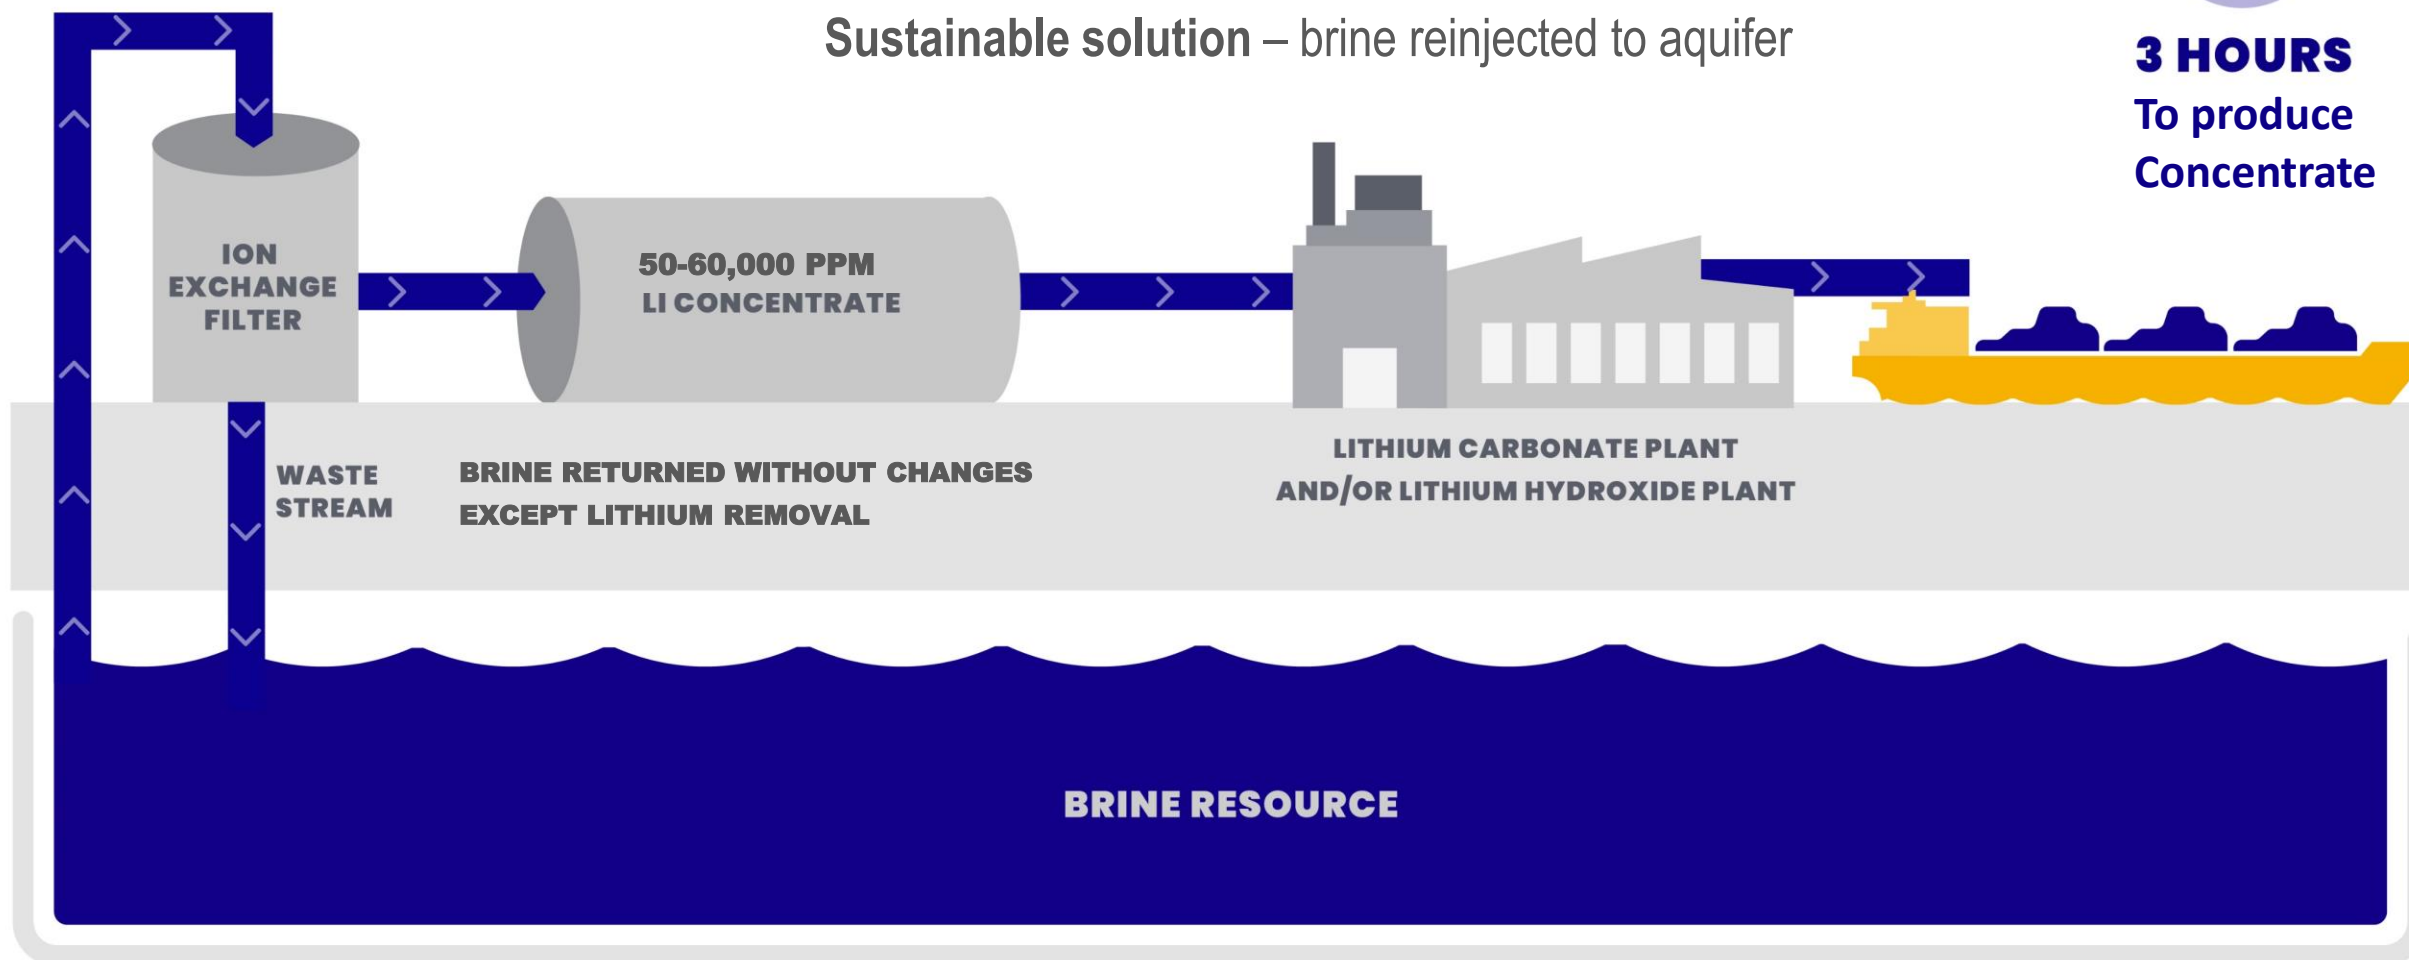 Sustainable solution – brine reinjected to aquifer
3 HOURS
To produce
Concentrate
ION
EXCHANGE
FILTER
50-60,000 PPM
LI CONCENTRATE
LITHIUM CARBONATE PLANT
AND/OR LITHIUM HYDROXIDE PLANT
WASTE
STREAM
BRINE RETURNED WITHOUT CHANGES
EXCEPT LITHIUM REMOVAL
BRINE RESOURCE